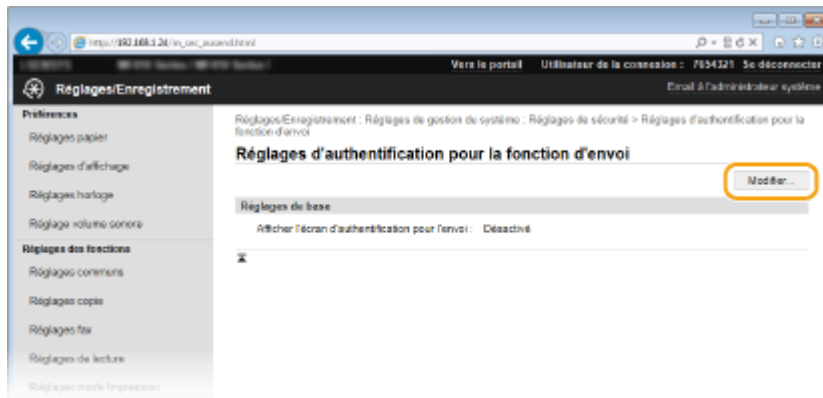 http://192.168.1.24/m_sec_ausend.html
Vers le portail Utilisateur de la connexion : 7654321 Se déconnecter
Réglages/Enregistrement Email à l'administrateur système
Préférences
Réglages papier
Réglages d'affichage
Réglages horloge
Réglage volume sonore
Réglages des fonctions
Réglages communs
Réglages copie
Réglages fax
Réglages de lecture
Réglages mode Impression
Réglages/Enregistrement : Réglages de gestion du système : Réglages de sécurité > Réglages d'authentification pour la
fonction d'envoi
Réglages d'authentification pour la fonction d'envoi
Modifier...
Réglages de base
Afficher l'écran d'authentification pour l'envoi : Désactivé